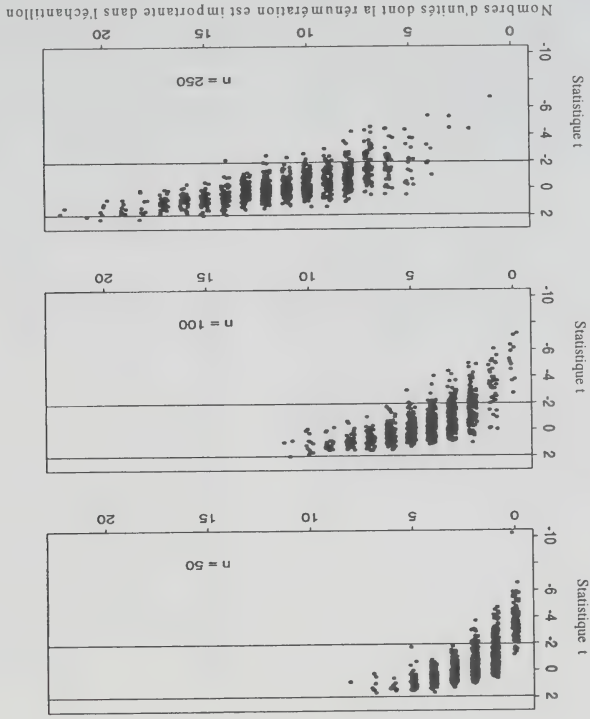 Statistique t
2
0
-2
-4
-6
-10
n = 50
0 5 10 15 20
Statistique t
2
0
-2
-4
-6
-10
n = 100
0 5 10 15 20
Statistique t
2
0
-2
-4
-6
-10
n = 250
0 5 10 15 20
Nombres d'unités dont la rénumération est importante dans l'échantillon